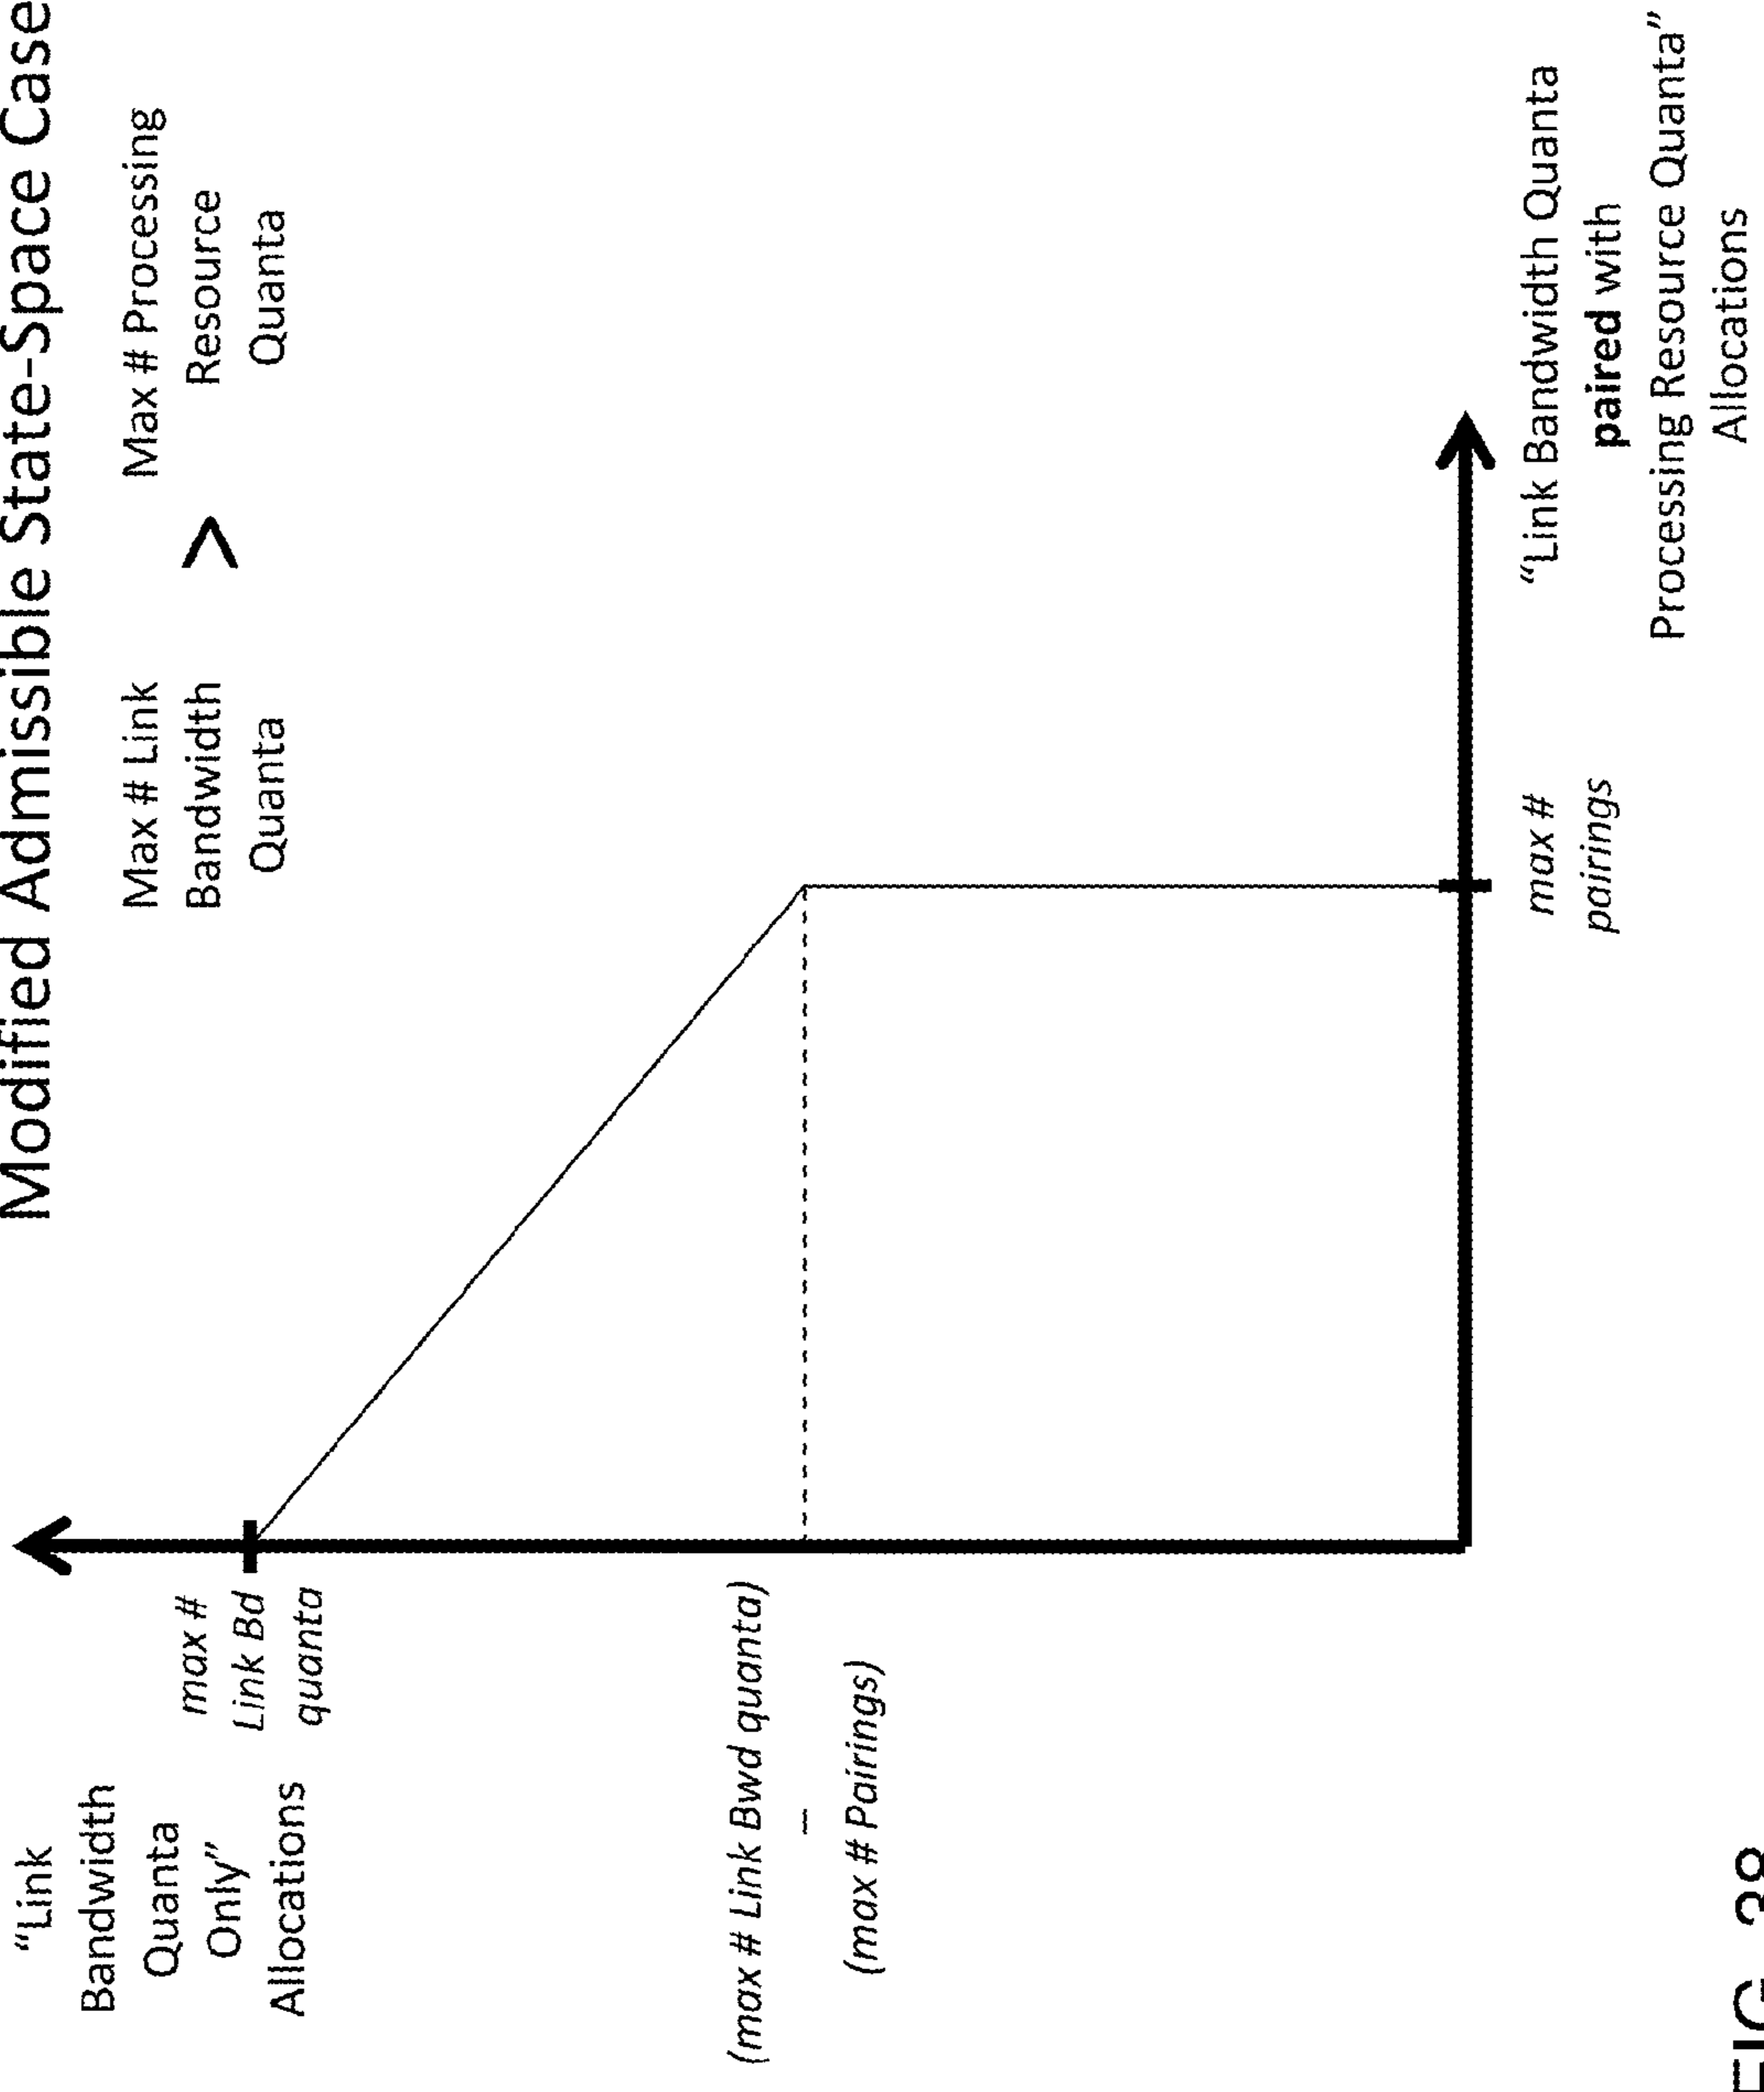 Modified Admissible State-Space Case
Max # Link
Bandwidth
Quanta
>
Max # Processing
Resource
Quanta
“Link
Bandwidth
Quanta
Only”
Allocations
max #
Link Bd
quanta
(max # Link Bwd quanta)
–
(max # Pairings)
max #
pairings
“Link Bandwidth Quanta
paired with
Processing Resource Quanta”
Allocations
FIG 38